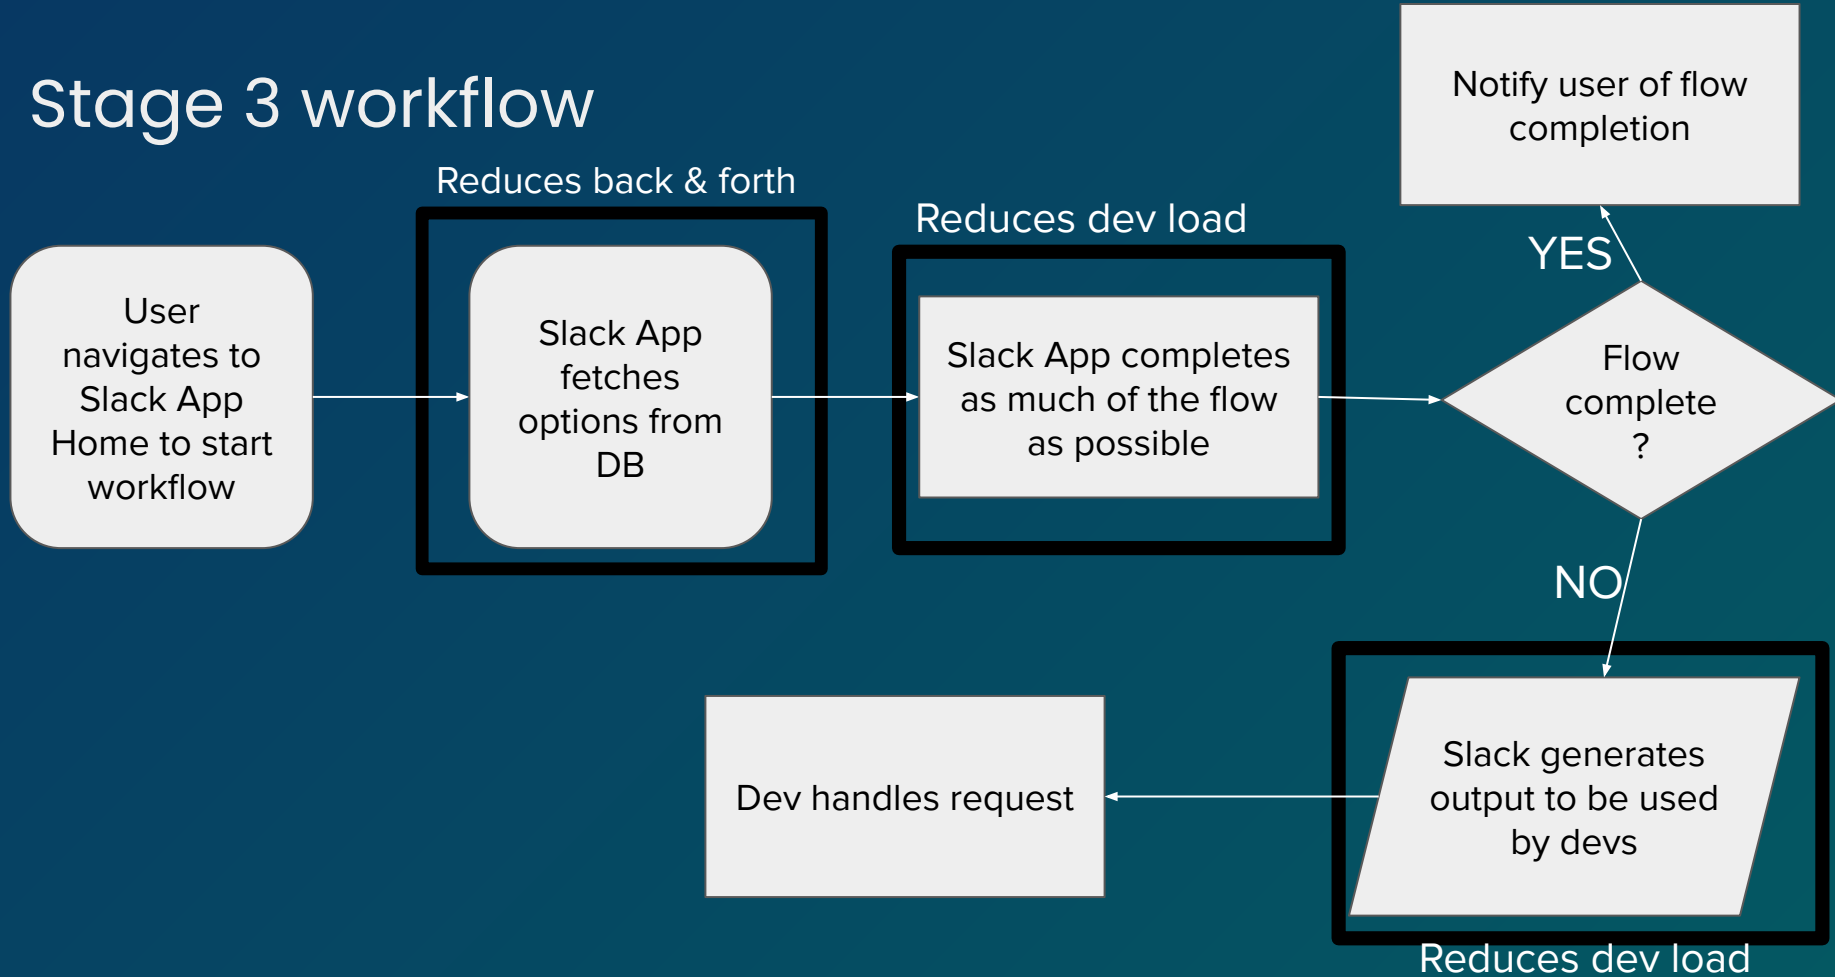 Stage 3 workflow
Reduces back & forth
Reduces dev load
User
navigates to
Slack App
Home to start
workflow
Slack App
fetches
options from
DB
Slack App completes
as much of the flow
as possible
Flow
complete
?
YES
Notify user of flow
completion
NO
Slack generates
output to be used
by devs
Reduces dev load
Dev handles request